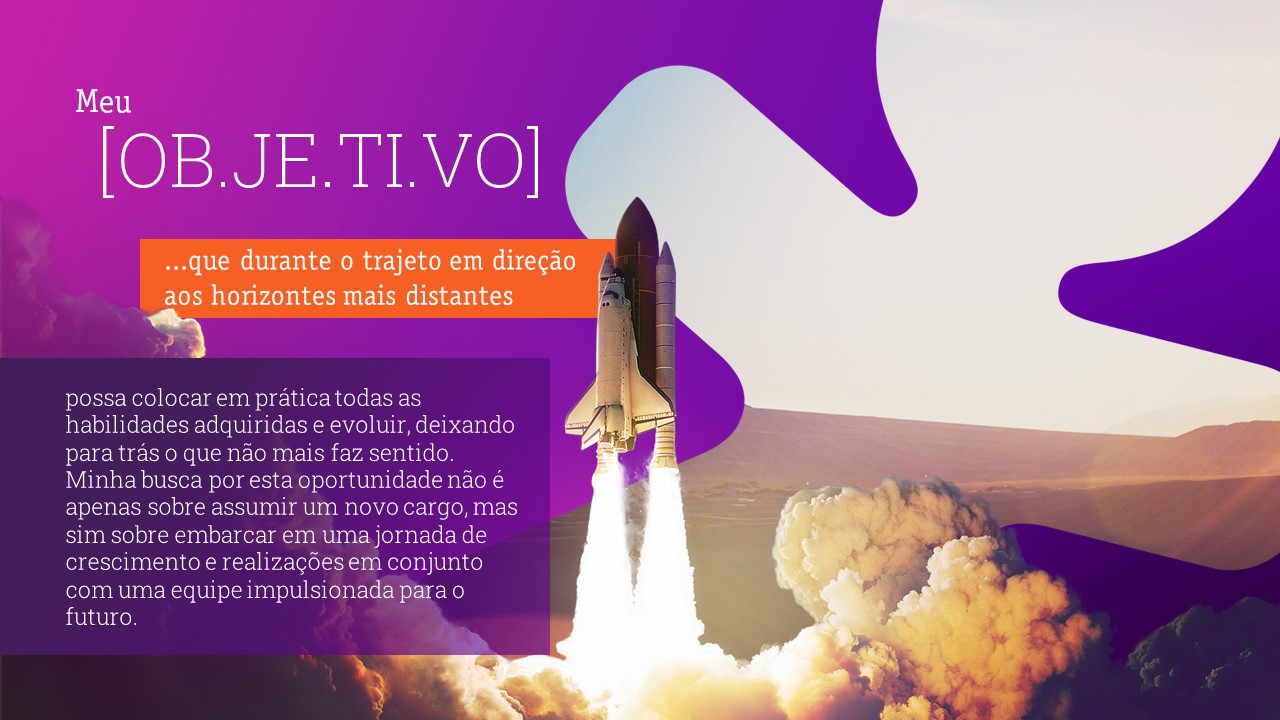 Meu
[OB.JE.TI.VO]
...que durante o trajeto em direção
aos horizontes mais distantes
possa colocar em prática todas as
habilidades adquiridas e evoluir, deixando
para trás o que não mais faz sentido.
Minha busca por esta oportunidade não é
apenas sobre assumir um novo cargo, mas
sim sobre embarcar em uma jornada de
crescimento e realizações em conjunto
com uma equipe impulsionada para o
futuro.